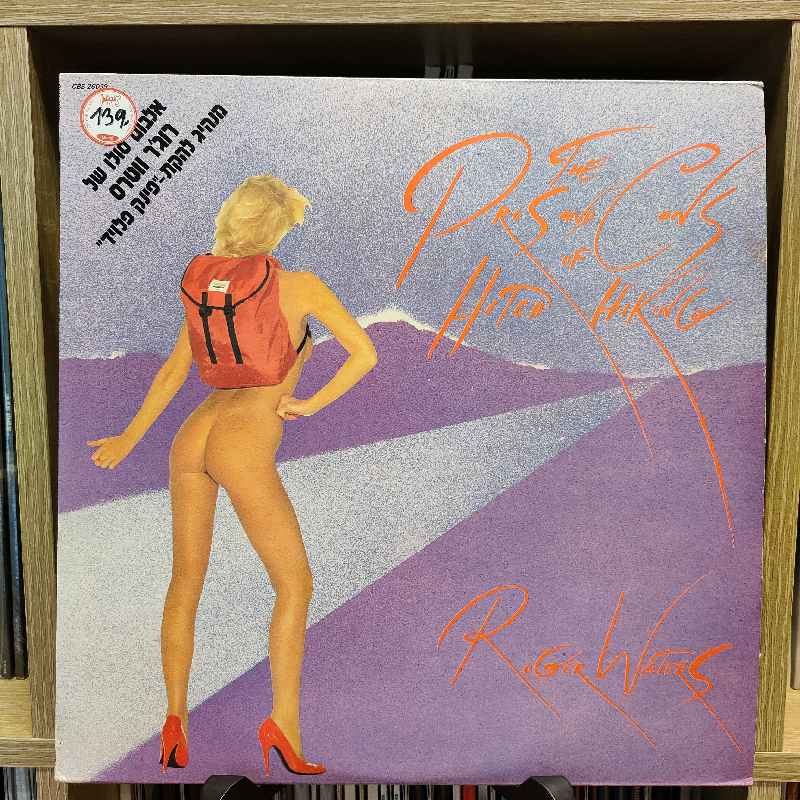 CBS 26039
139
אלבום סולו של
רוג'ר ווטרס
מנהיג להקת-"פינק פלויד"
THE
PROS and CONS
OF
HITCH HIKING
ROGER WATERS